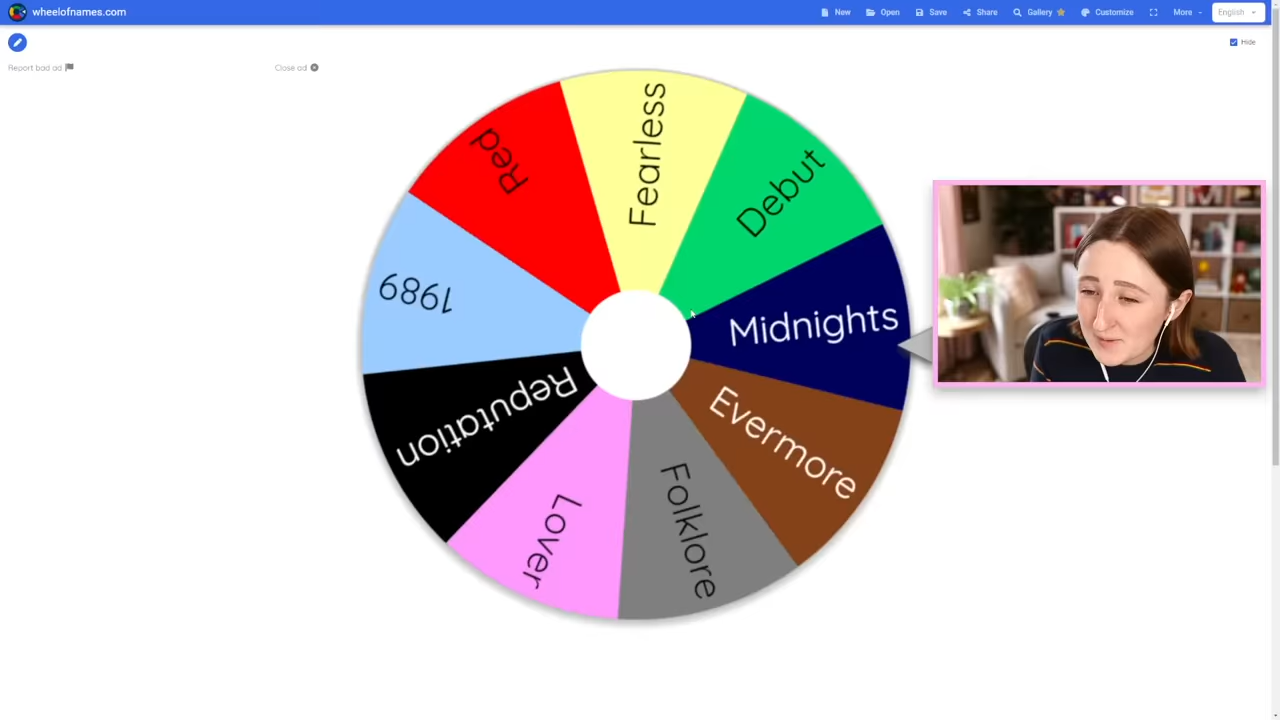 wheelofnames.com
New
Open
Save
Share
Gallery
Customize
More
English
Hide
Report bad ad
Close ad
Fearless
Debut
Midnights
Evermore
Folklore
Lover
Reputation
1989
Red